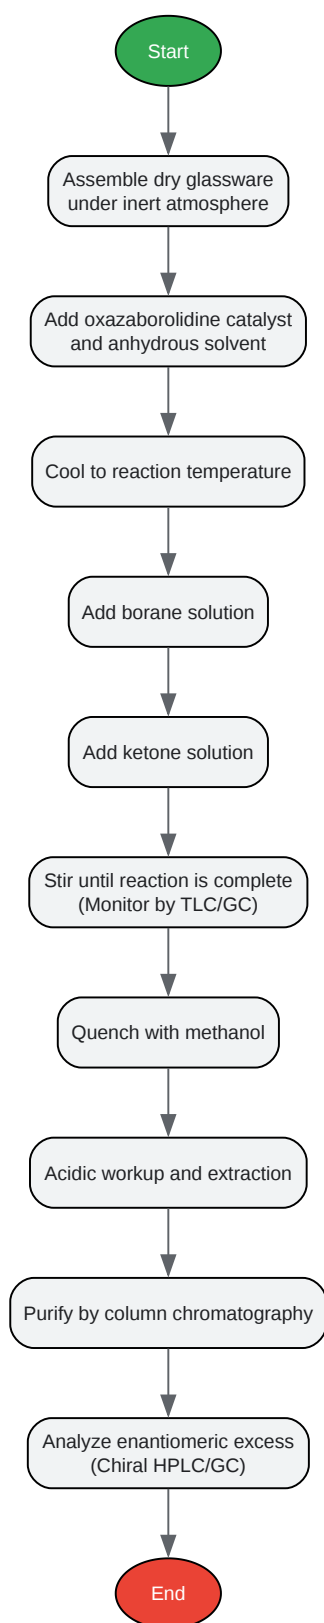 Start
Assemble dry glassware
under inert atmosphere
Add oxazaborolidine catalyst
and anhydrous solvent
Cool to reaction temperature
Add borane solution
Add ketone solution
Stir until reaction is complete
(Monitor by TLC/GC)
Quench with methanol
Acidic workup and extraction
Purify by column chromatography
Analyze enantiomeric excess
(Chiral HPLC/GC)
End